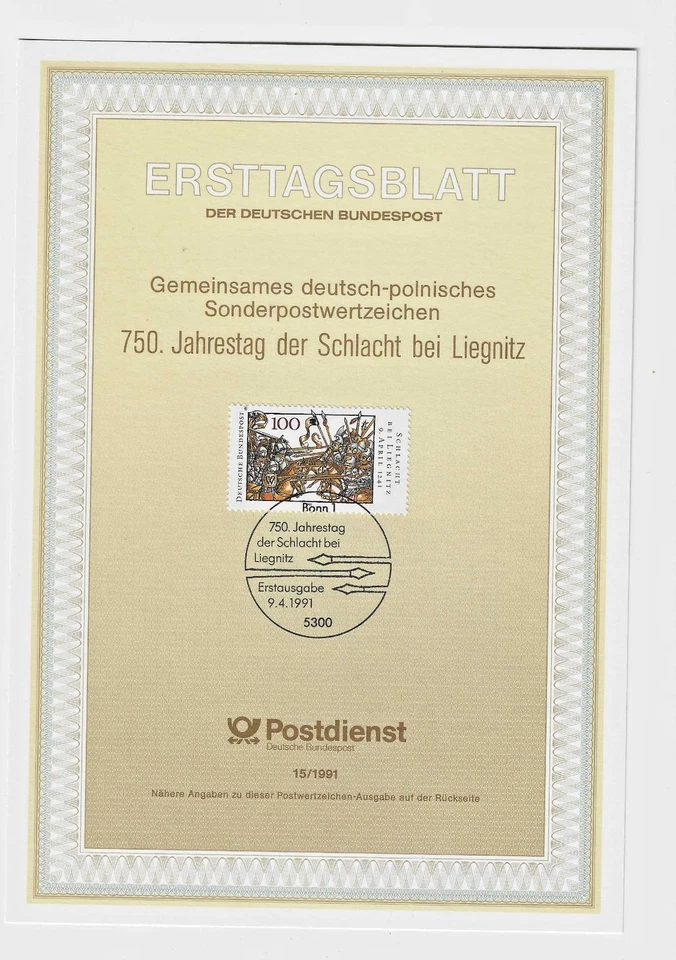 ERSTTAGSBLATT
DER DEUTSCHEN BUNDESPOST
Gemeinsames deutsch-polnisches
Sonderpostwertzeichen
750. Jahrestag der Schlacht bei Liegnitz
DEUTSCHE BUNDESPOST
100
SCHLACHT
BEI LIEGNITZ
9. APRIL 1241
Bonn 1
750. Jahrestag
der Schlacht bei
Liegnitz
Erstausgabe
9.4.1991
5300
Postdienst
Deutsche Bundespost
15/1991
Nähere Angaben zu dieser Postwertzeichen-Ausgabe auf der Rückseite